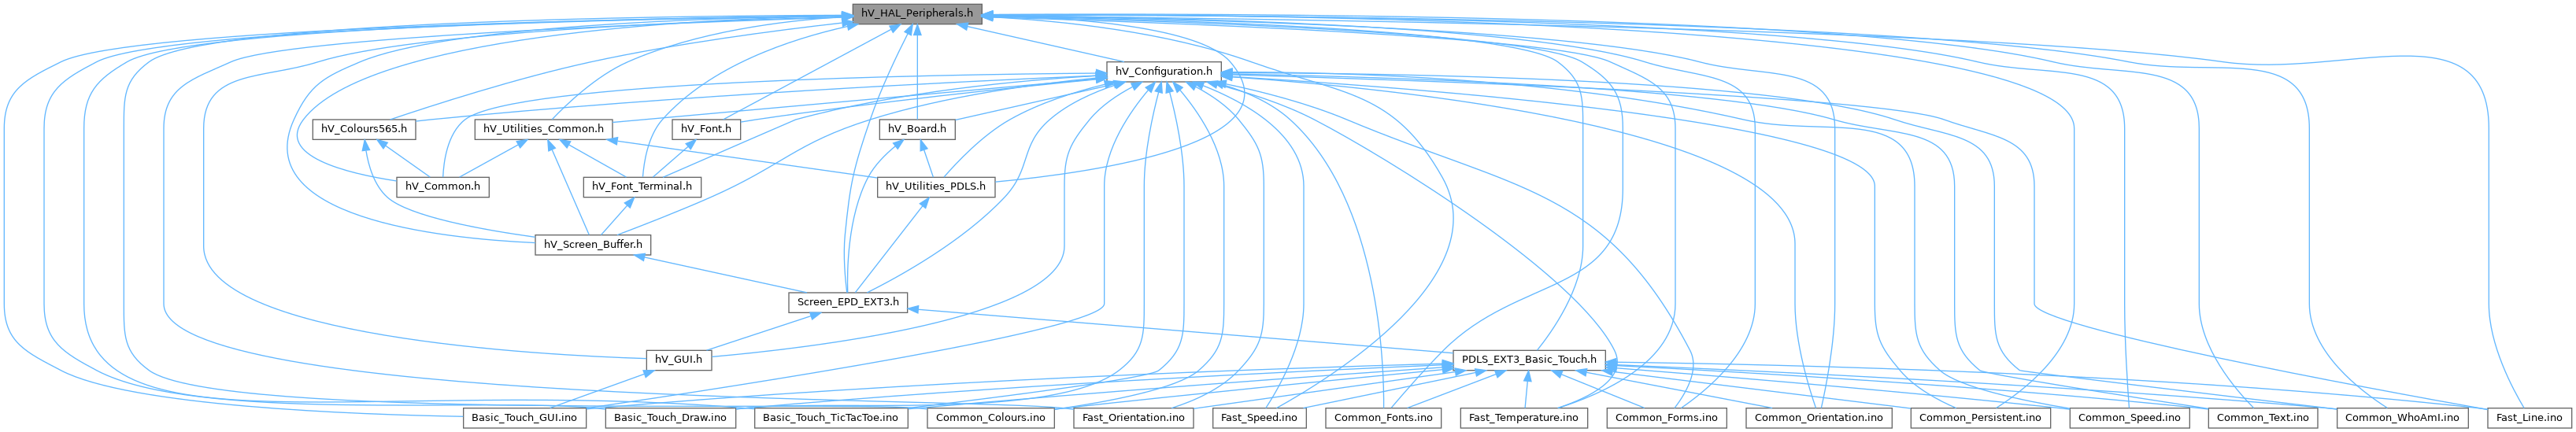 hV_HAL_Peripherals.h
hV_Configuration.h
hV_Colours565.h
hV_Utilities_Common.h
hV_Font.h
hV_Board.h
hV_Common.h
hV_Font_Terminal.h
hV_Utilities_PDLS.h
hV_Screen_Buffer.h
Screen_EPD_EXT3.h
hV_GUI.h
PDLS_EXT3_Basic_Touch.h
Basic_Touch_GUI.ino
Basic_Touch_Draw.ino
Basic_Touch_TicTacToe.ino
Common_Colours.ino
Fast_Orientation.ino
Fast_Speed.ino
Common_Fonts.ino
Fast_Temperature.ino
Common_Forms.ino
Common_Orientation.ino
Common_Persistent.ino
Common_Speed.ino
Common_Text.ino
Common_WhoAmI.ino
Fast_Line.ino